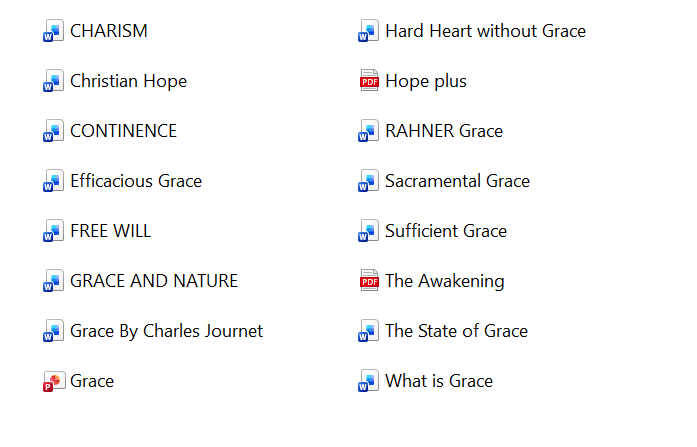 CHARISM
Christian Hope
CONTINENCE
Efficacious Grace
FREE WILL
GRACE AND NATURE
Grace By Charles Journet
Grace
Hard Heart without Grace
Hope plus
RAHNER Grace
Sacramental Grace
Sufficient Grace
The Awakening
The State of Grace
What is Grace